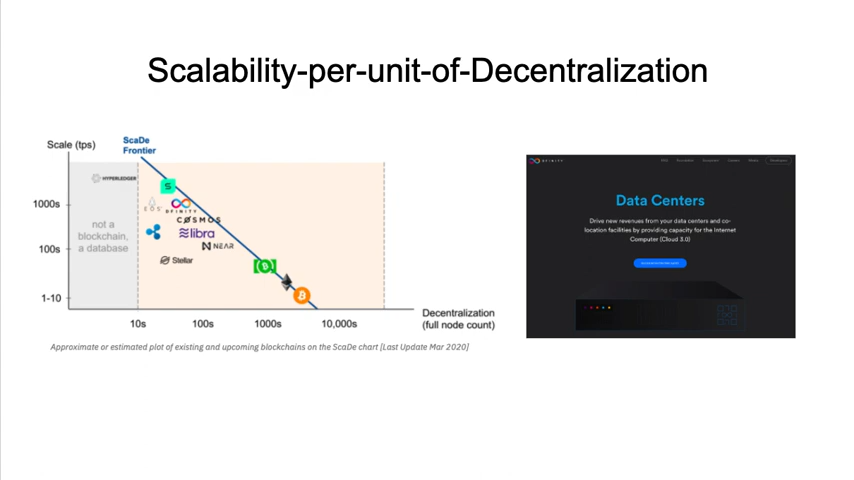 Scalability-per-unit-of-Decentralization
Scale (tps)
ScaDe
Frontier
HYPERLEDGER
S
EOS
DFINITY
COSMOS
1000s
not a
blockchain,
a database
libra
NEAR
100s
Stellar
1-10
Decentralization
(full node count)
10s
100s
1000s
10,000s
Approximate or estimated plot of existing and upcoming blockchains on the ScaDe chart [Last Update Mar 2020]
DFINITY
Data Centers
Drive new revenues from your data centers and co-
location facilities by providing capacity for the Internet
Computer (Cloud 3.0)